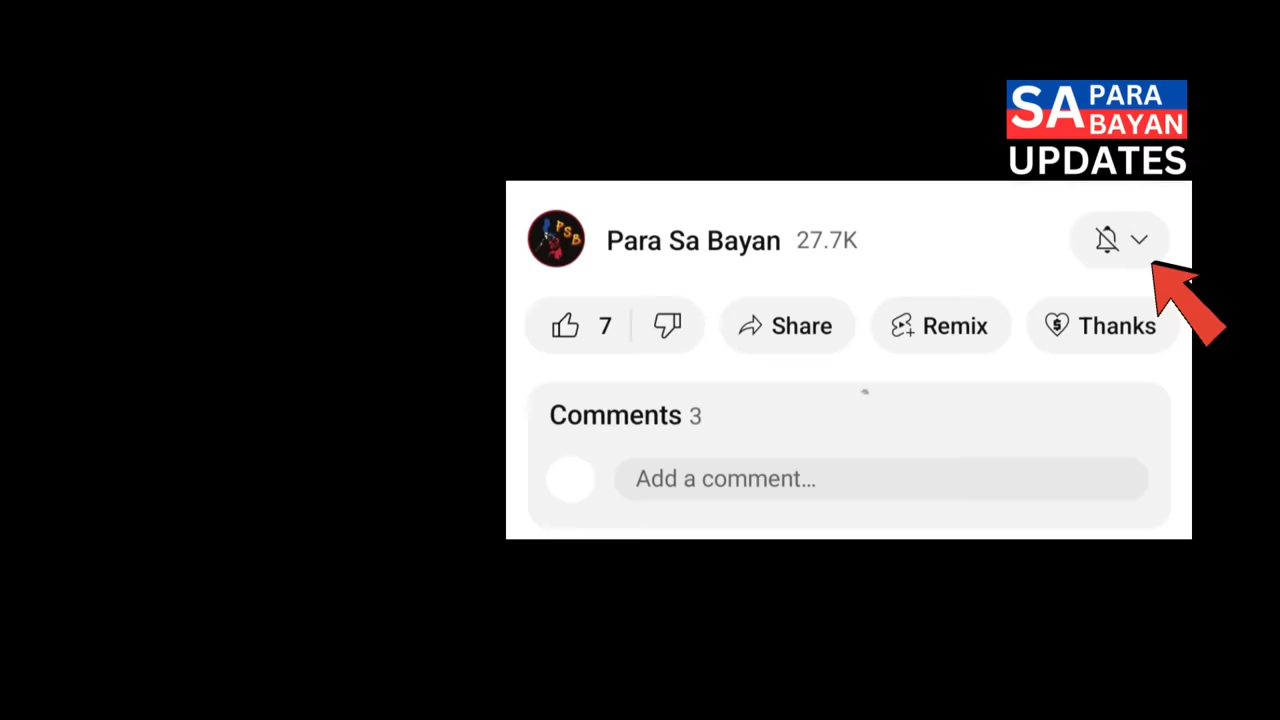 SA PARA
BAYAN
UPDATES
PSB
Para Sa Bayan 27.7K
7 Share Remix Thanks
Comments 3
Add a comment...